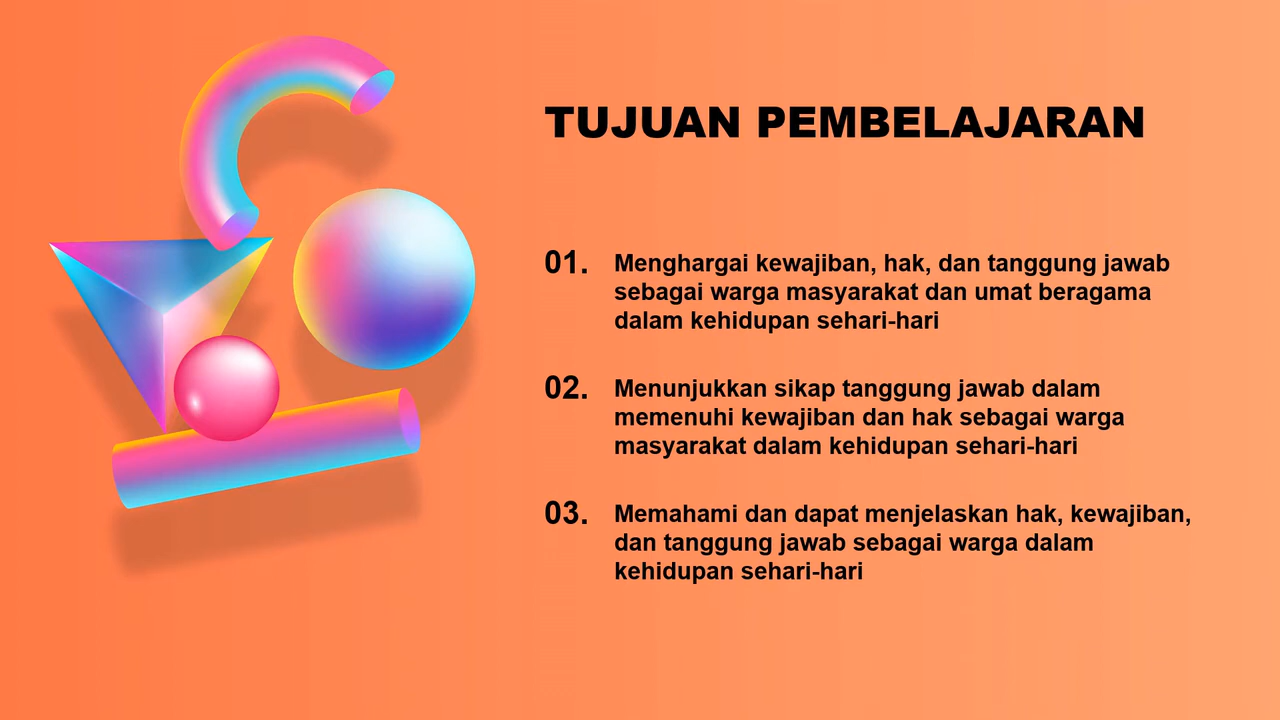 TUJUAN PEMBELAJARAN
01. Menghargai kewajiban, hak, dan tanggung jawab
sebagai warga masyarakat dan umat beragama
dalam kehidupan sehari-hari
02. Menunjukkan sikap tanggung jawab dalam
memenuhi kewajiban dan hak sebagai warga
masyarakat dalam kehidupan sehari-hari
03. Memahami dan dapat menjelaskan hak, kewajiban,
dan tanggung jawab sebagai warga dalam
kehidupan sehari-hari